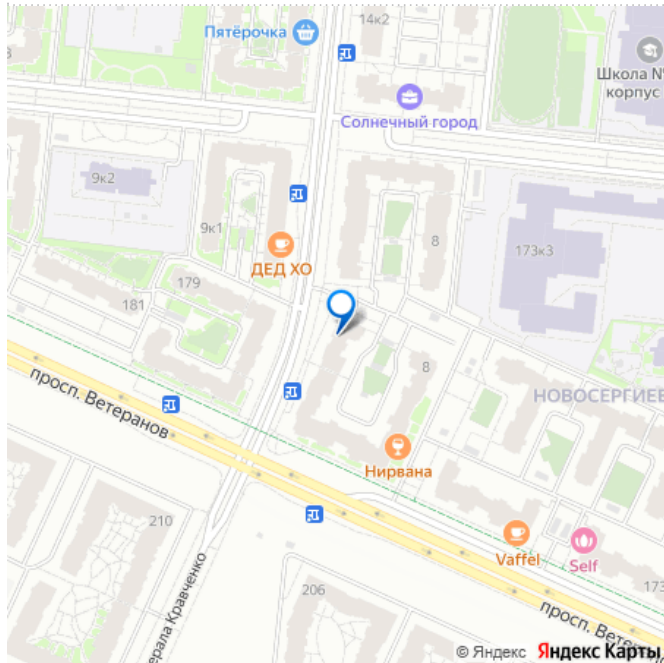 14к2
Пятёрочка
Школа №
корпус
Солнечный город
9к2
9к1
8
173к3
ДЕД ХО
179
181
8
НОВОСЕРГИЕВ
просп. Ветеранов
Нирвана
210
Vaffel
Self
206
173
ерала Кравченко
просп. Ветер
© Яндекс Яндекс Карты